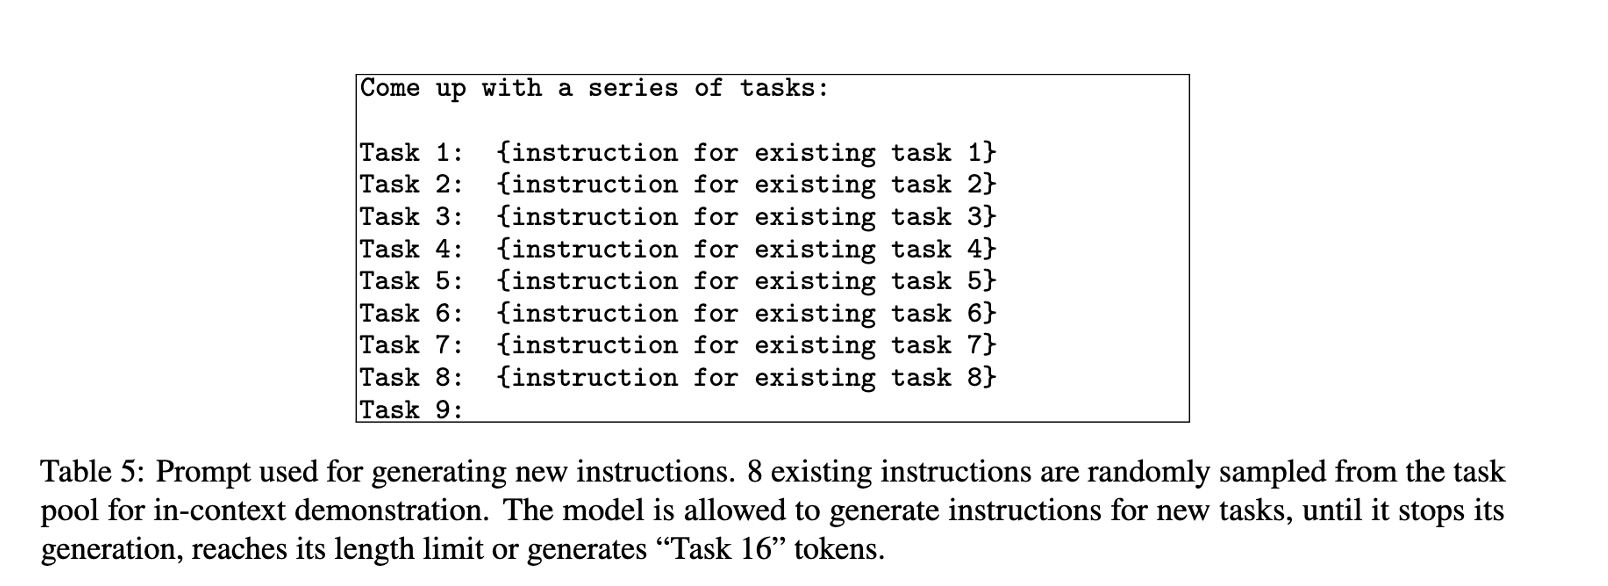 Come up with a series of tasks:
Task 1: {instruction for existing task 1}
Task 2: {instruction for existing task 2}
Task 3: {instruction for existing task 3}
Task 4: {instruction for existing task 4}
Task 5: {instruction for existing task 5}
Task 6: {instruction for existing task 6}
Task 7: {instruction for existing task 7}
Task 8: {instruction for existing task 8}
Task 9:
Table 5: Prompt used for generating new instructions. 8 existing instructions are randomly sampled from the task
pool for in-context demonstration. The model is allowed to generate instructions for new tasks, until it stops its
generation, reaches its length limit or generates “Task 16” tokens.